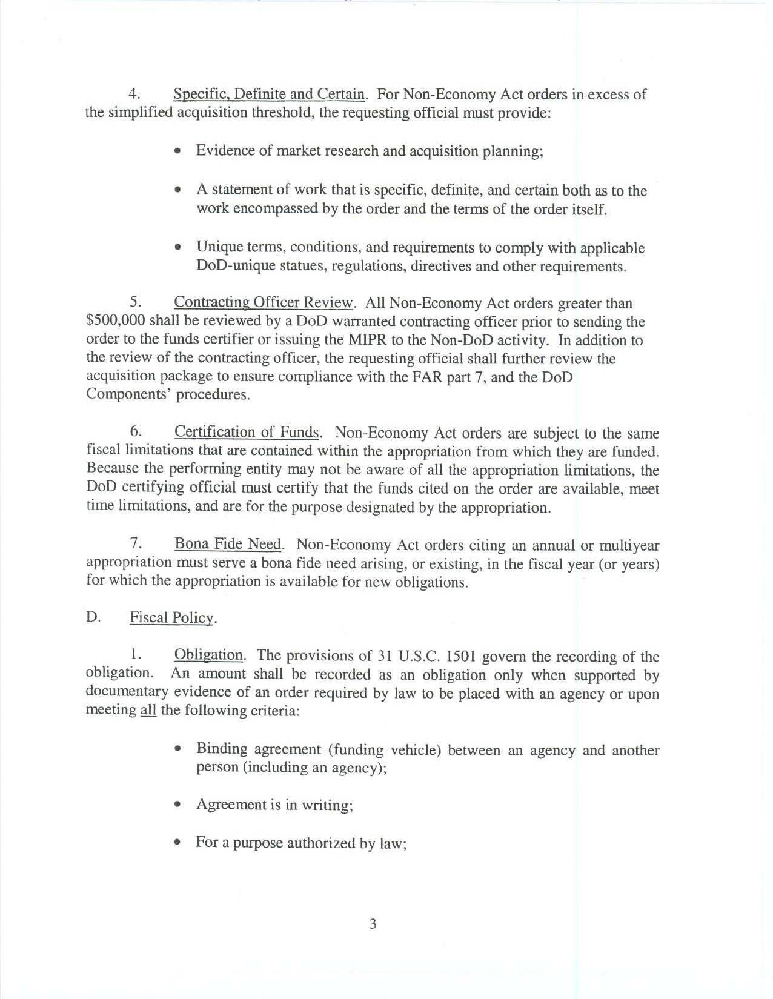 4. Specific, Definite and Certain. For Non-Economy Act orders in excess of
the simplified acquisition threshold, the requesting official must provide:
• Evidence of market research and acquisition planning;
• A statement of work that is specific, definite, and certain both as to the
work encompassed by the order and the terms of the order itself.
• Unique terms, conditions, and requirements to comply with applicable
DoD-unique statues, regulations, directives and other requirements.
5. Contracting Officer Review. All Non-Economy Act orders greater than
$500,000 shall be reviewed by a DoD warranted contracting officer prior to sending the
order to the funds certifier or issuing the MIPR to the Non-DoD activity. In addition to
the review of the contracting officer, the requesting official shall further review the
acquisition package to ensure compliance with the FAR part 7, and the DoD
Components' procedures.
6. Certification of Funds. Non-Economy Act orders are subject to the same
fiscal limitations that are contained within the appropriation from which they are funded.
Because the performing entity may not be aware of all the appropriation limitations, the
DoD certifying official must certify that the funds cited on the order are available, meet
time limitations, and are for the purpose designated by the appropriation.
7. Bona Fide Need. Non-Economy Act orders citing an annual or multiyear
appropriation must serve a bona fide need arising, or existing, in the fiscal year (or years)
for which the appropriation is available for new obligations.
D. Fiscal Policy.
1. Obligation. The provisions of 31 U.S.C. 1501 govern the recording of the
obligation. An amount shall be recorded as an obligation only when supported by
documentary evidence of an order required by law to be placed with an agency or upon
meeting all the following criteria:
• Binding agreement (funding vehicle) between an agency and another
person (including an agency);
• Agreement is in writing;
• For a purpose authorized by law;
3